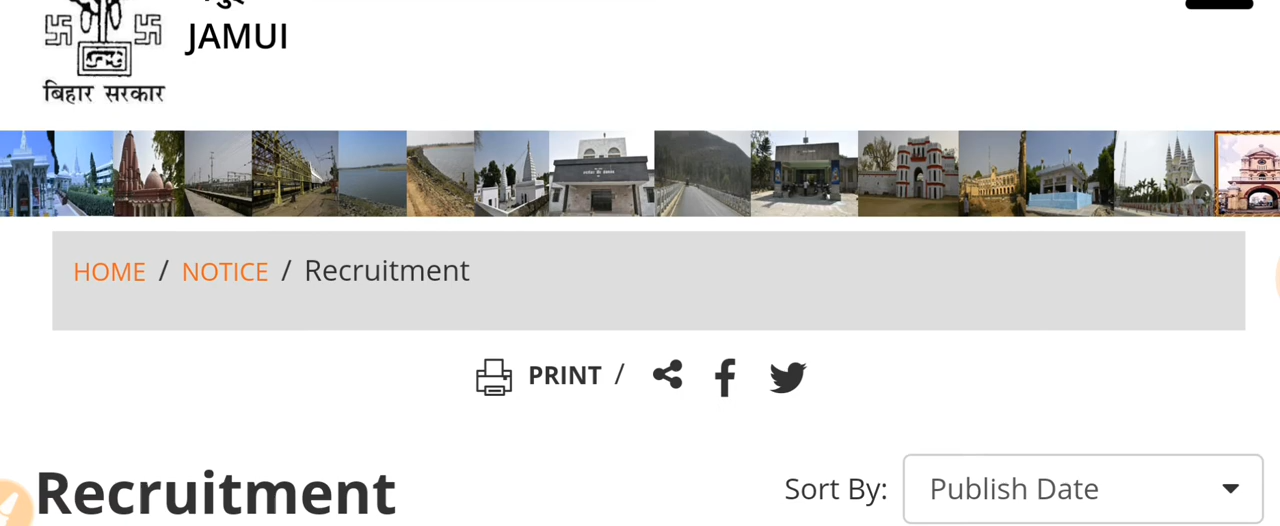 JAMUI
बिहार सरकार
HOME / NOTICE / Recruitment
PRINT /
Recruitment
Sort By: Publish Date